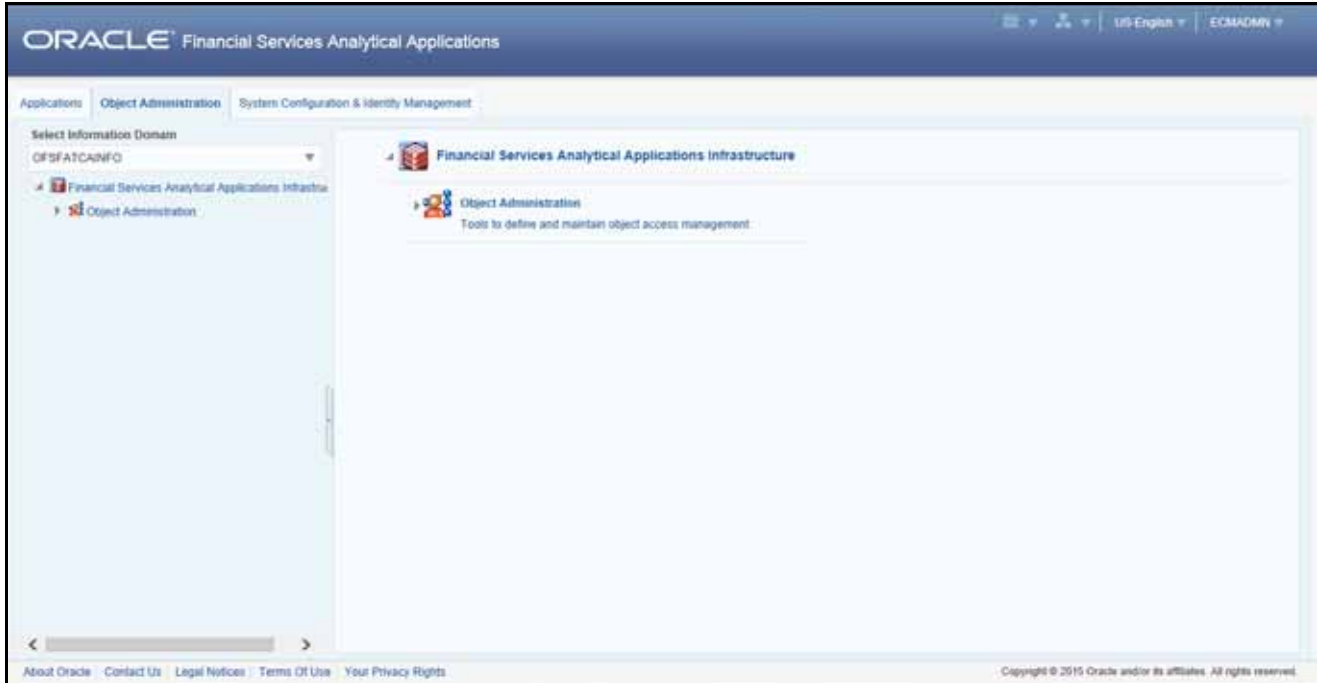 ORACLE® Financial Services Analytical Applications
US-English ECMADMN
Applications Object Administration System Configuration & Identity Management
Select Information Domain
OFSFATCAINFO
Financial Services Analytical Applications Infrastructure
Financial Services Analytical Applications Infrastru
Object Administration
Object Administration
Tools to define and maintain object access management
About Oracle Contact Us Legal Notices Terms Of Use Your Privacy Rights
Copyright © 2015 Oracle and/or its affiliates. All rights reserved.